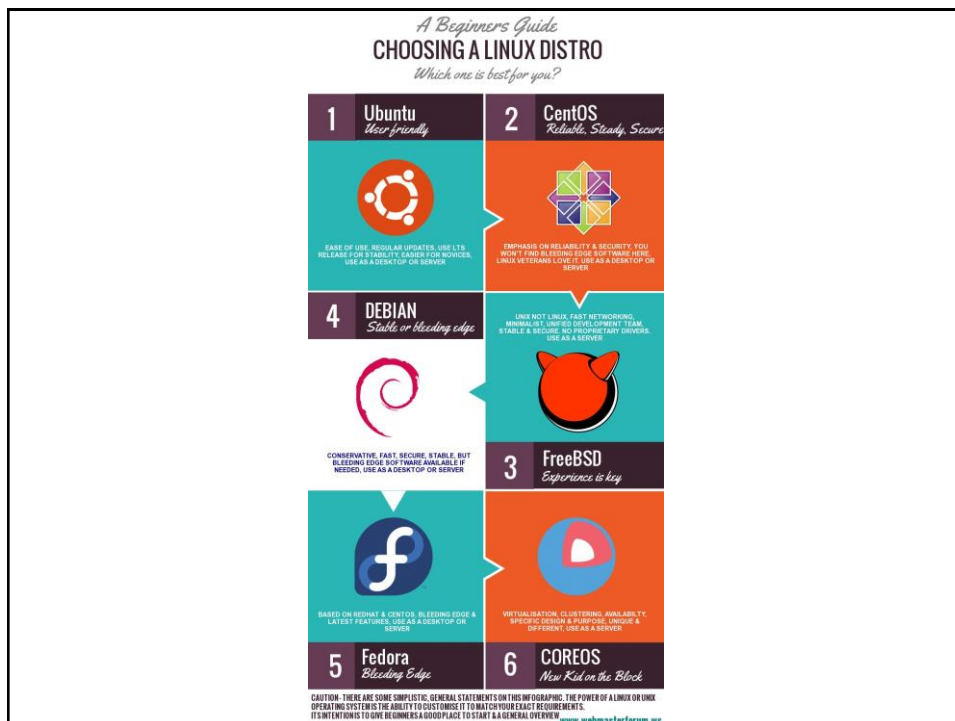 A Beginners Guide
CHOOSING A LINUX DISTRO
Which one is best for you?
1
Ubuntu
User friendly
EASE OF USE, REGULAR UPDATES, USE LTS
RELEASE FOR STABILITY, EASIER FOR NOVICES,
USE AS A DESKTOP OR SERVER
2
CentOS
Reliable, Steady, Secure
EMPHASIS ON RELIABILITY & SECURITY, YOU
WON'T FIND BLEEDING EDGE SOFTWARE HERE,
LINUX VETERANS LOVE IT. USE AS A DESKTOP OR
SERVER
UNIX NOT LINUX, FAST NETWORKING,
MINIMALIST, UNIFIED DEVELOPMENT TEAM,
STABLE & SECURE. NO PROPRIETARY DRIVERS.
USE AS A SERVER
3
FreeBSD
Experience is key
4
DEBIAN
Stable or bleeding edge
CONSERVATIVE, FAST, SECURE, STABLE, BUT
BLEEDING EDGE SOFTWARE AVAILABLE IF
NEEDED, USE AS A DESKTOP OR SERVER
BASED ON REDHAT & CENTOS, BLEEDING EDGE &
LATEST FEATURES, USE AS A DESKTOP OR
SERVER
5
Fedora
Bleeding Edge
VIRTUALISATION, CLUSTERING, AVAILABILTY,
SPECIFIC DESIGN & PURPOSE, UNIQUE &
DIFFERENT, USE AS A SERVER
6
COREOS
New Kid on the Block
CAUTION - THERE ARE SOME SIMPLISTIC, GENERAL STATEMENTS ON THIS INFOGRAPHIC. THE POWER OF A LINUX OR UNIX
OPERATING SYSTEM IS THE ABILITY TO CUSTOMISE IT TO MATCH YOUR EXACT REQUIREMENTS.
ITS INTENTION IS TO GIVE BEGINNERS A GOOD PLACE TO START & A GENERAL OVERVIEW
www.webmasterforum.ws